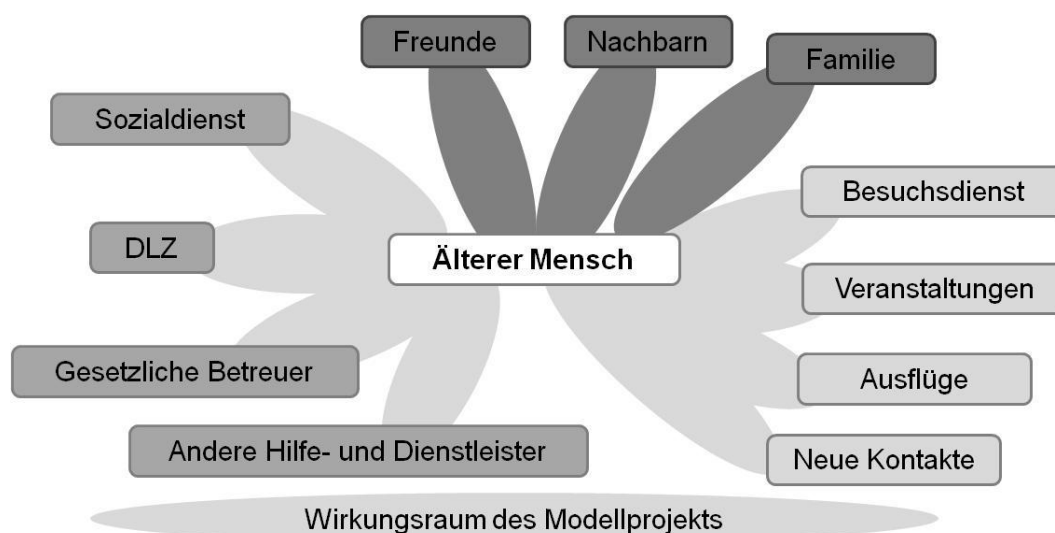 Freunde
Nachbarn
Familie
Sozialdienst
Besuchsdienst
DLZ
Älterer Mensch
Veranstaltungen
Gesetzliche Betreuer
Ausflüge
Andere Hilfe- und Dienstleister
Neue Kontakte
Wirkungsraum des Modellprojekts